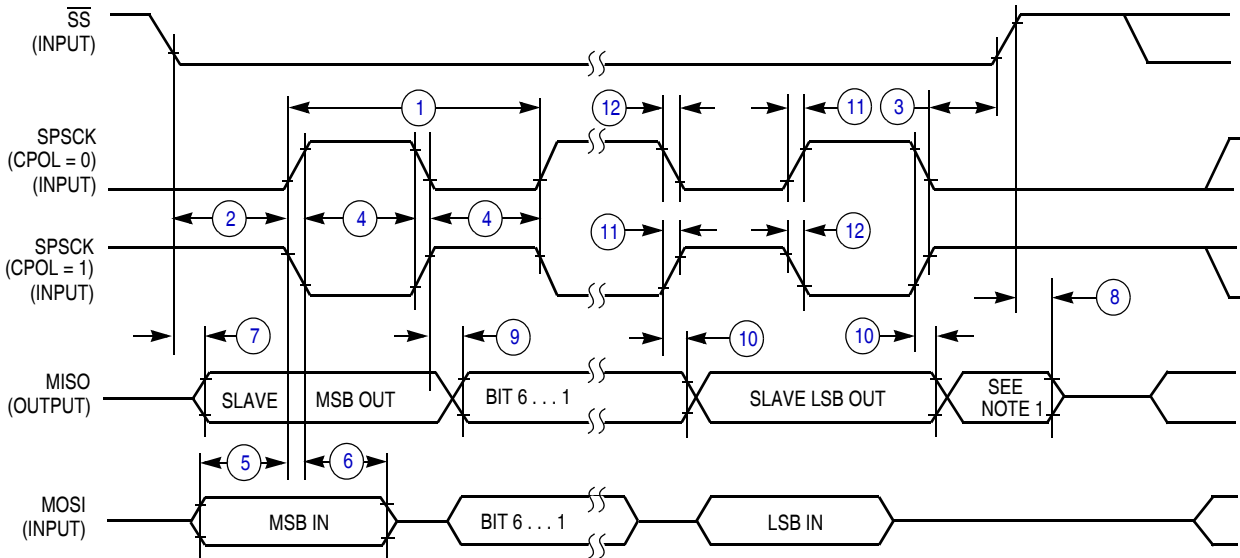 SS
(INPUT)
1
12
11
3
SPSCK
(CPOL = 0)
(INPUT)
2
4
4
11
12
SPSCK
(CPOL = 1)
(INPUT)
8
7
9
10
10
MISO
(OUTPUT)
SLAVE
MSB OUT
BIT 6 . . . 1
SLAVE LSB OUT
SEE
NOTE 1
5
6
MOSI
(INPUT)
MSB IN
BIT 6 . . . 1
LSB IN